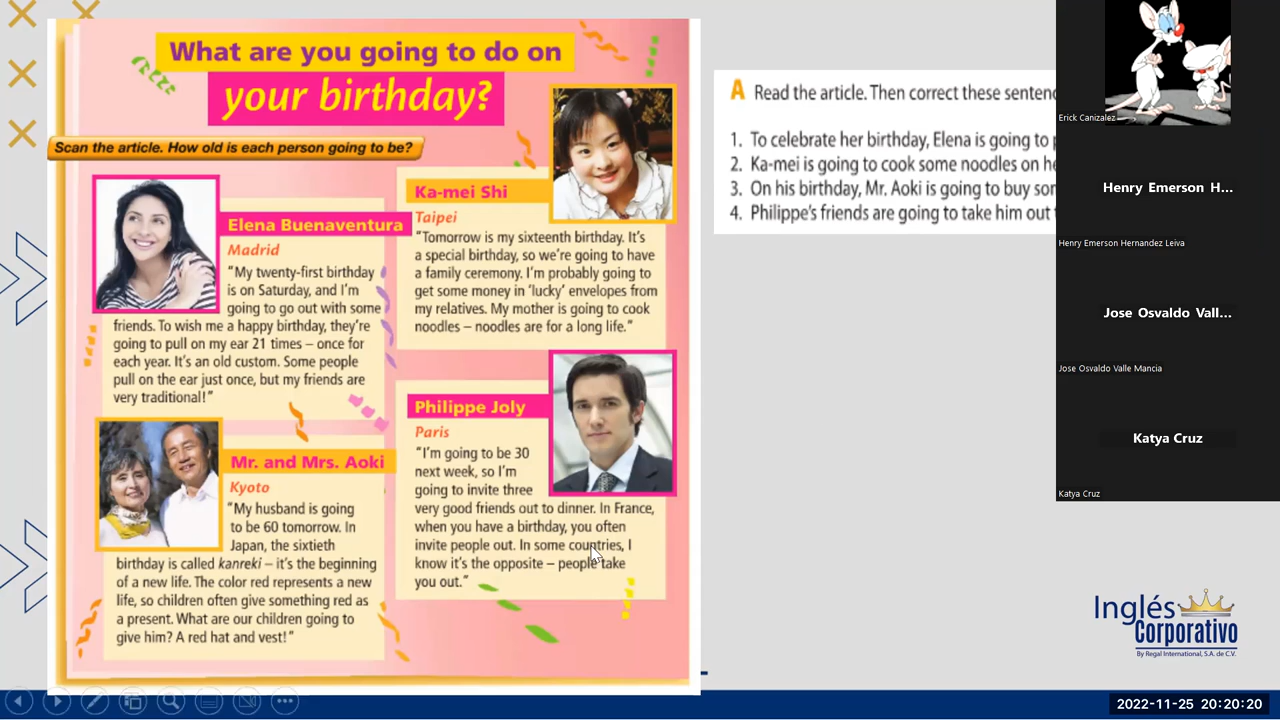 What are you going to do on
your birthday?
Scan the article. How old is each person going to be?
Elena Buenaventura
Madrid
"My twenty-first birthday
is on Saturday, and I'm
going to go out with some
friends. To wish me a happy birthday, they're
going to pull on my ear 21 times – once for
each year. It's an old custom. Some people
pull on the ear just once, but my friends are
very traditional!"
Ka-mei Shi
Taipei
"Tomorrow is my sixteenth birthday. It's
a special birthday, so we're going to have
a family ceremony. I'm probably going to
get some money in 'lucky' envelopes from
my relatives. My mother is going to cook
noodles – noodles are for a long life."
Mr. and Mrs. Aoki
Kyoto
"My husband is going
to be 60 tomorrow. In
Japan, the sixtieth
birthday is called kanreki – it's the beginning
of a new life. The color red represents a new
life, so children often give something red as
a present. What are our children going to
give him? A red hat and vest!"
Philippe Joly
Paris
"I'm going to be 30
next week, so I'm
going to invite three
very good friends out to dinner. In France,
when you have a birthday, you often
invite people out. In some countries, I
know it's the opposite – people take
you out."
A Read the article. Then correct these
1. To celebrate her birthday, Elena is going to
2. Ka-mei is going to cook some noodles on
3. On his birthday, Mr. Aoki is going to buy
4. Philippe's friends are going to take him out
Erick Canizalez
Henry Emerson H...
Henry Emerson Hernandez Leiva
Jose Osvaldo Vall...
Jose Osvaldo Valle Mancia
Katya Cruz
Katya Cruz
Inglés
Corporativo
By Regal International, S.A. de C.V.
2022-11-25 20:20:20